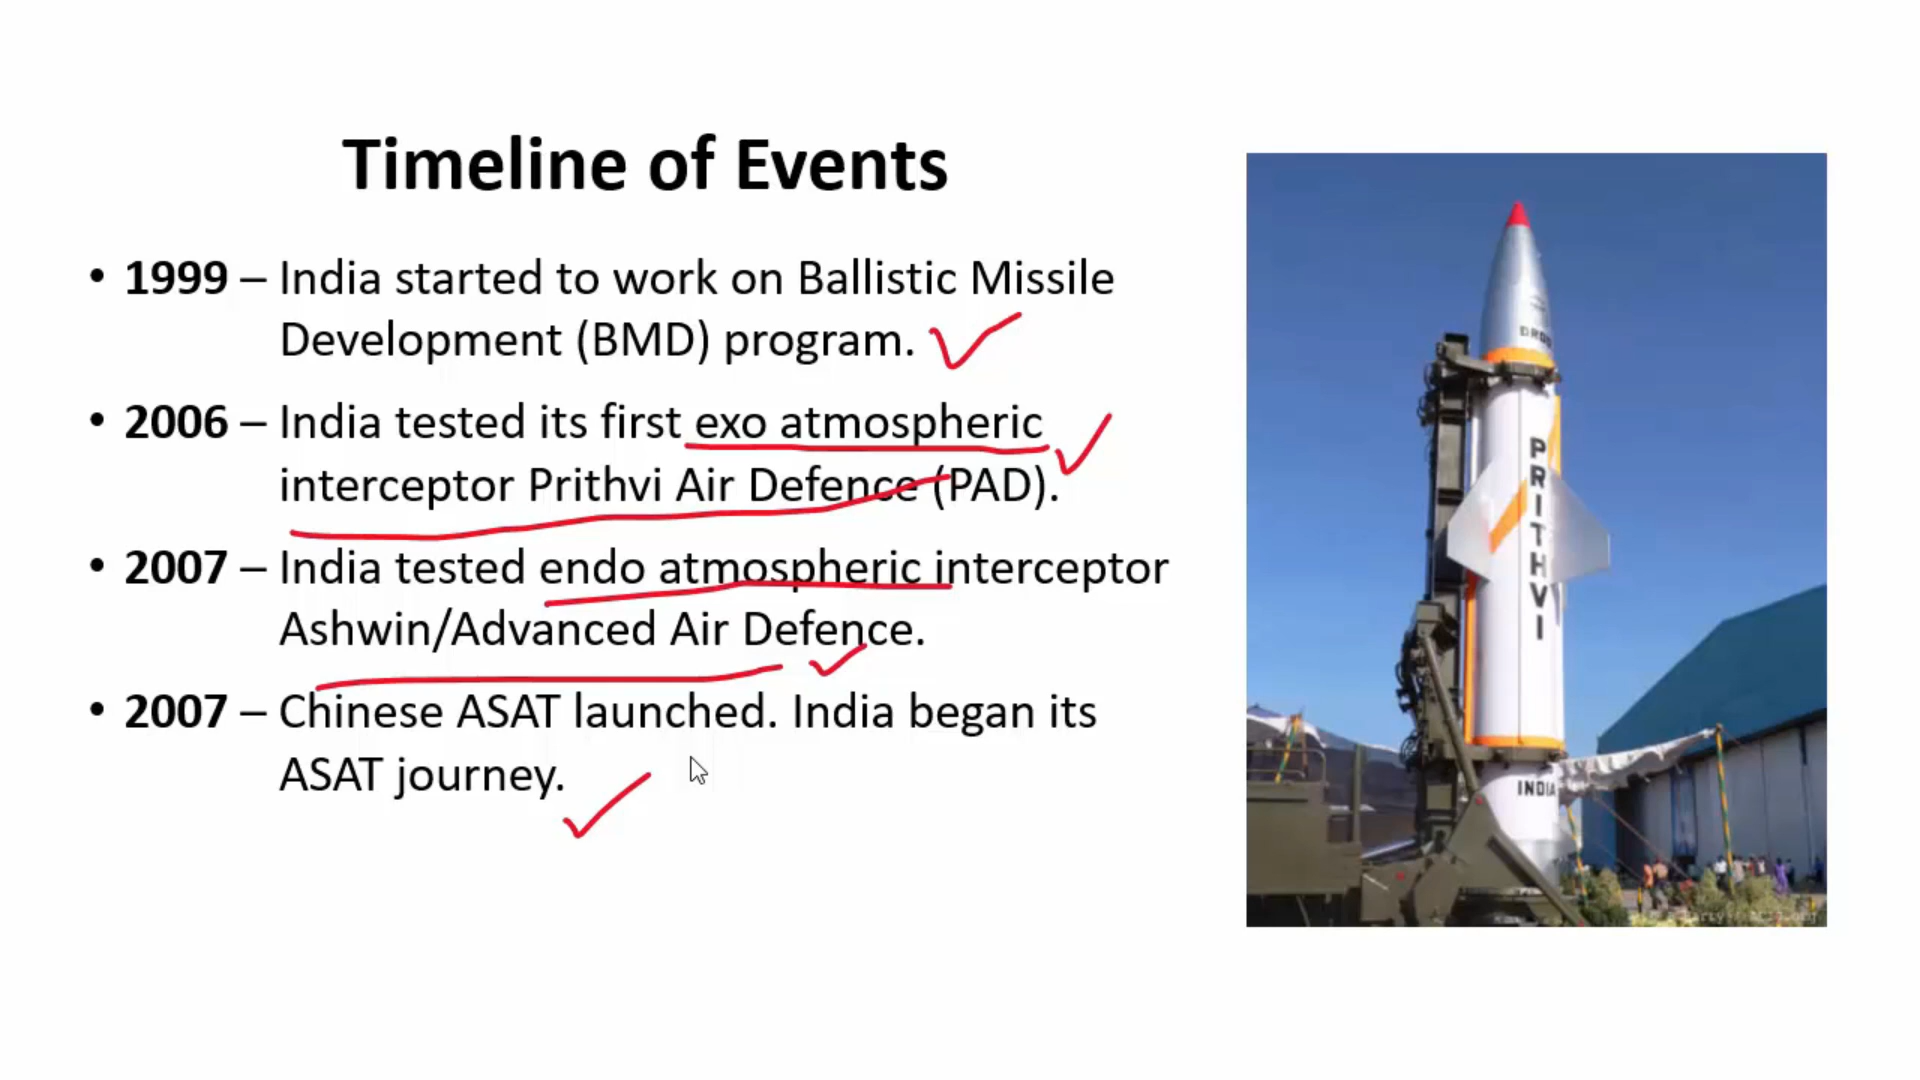 Timeline of Events
• 1999 – India started to work on Ballistic Missile
Development (BMD) program.
• 2006 – India tested its first exo atmospheric
interceptor Prithvi Air Defence (PAD).
• 2007 – India tested endo atmospheric interceptor
Ashwin/Advanced Air Defence.
• 2007 – Chinese ASAT launched. India began its
ASAT journey.
PRITHVI
INDIA